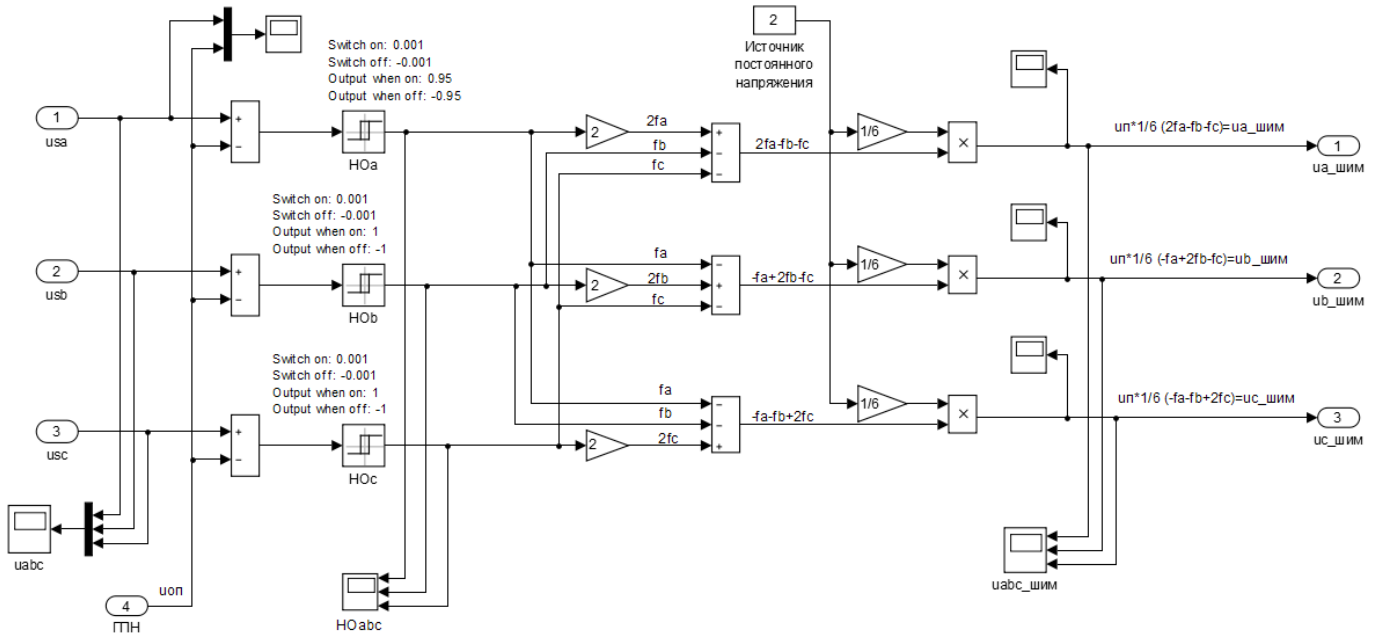 Switch on: 0.001
Switch off: -0.001
Output when on: 0.95
Output when off: -0.95
2
Источник
постоянного
напряжения
1
usa
+
−
HOa
2
2fa
fb
fc
+
−
−
2fa-fb-fc
1/6
×
uп*1/6 (2fa-fb-fc)=ua_шим
1
ua_шим
Switch on: 0.001
Switch off: -0.001
Output when on: 1
Output when off: -1
2
usb
+
−
HOb
2
fa
2fb
fc
−
+
−
-fa+2fb-fc
1/6
×
uп*1/6 (-fa+2fb-fc)=ub_шим
2
ub_шим
Switch on: 0.001
Switch off: -0.001
Output when on: 1
Output when off: -1
3
usc
+
−
HOc
2
fa
fb
2fc
−
−
+
-fa-fb+2fc
1/6
×
uп*1/6 (-fa-fb+2fc)=uc_шим
3
uc_шим
uabc
uоп
4
ГПН
HOabc
uabc_шим